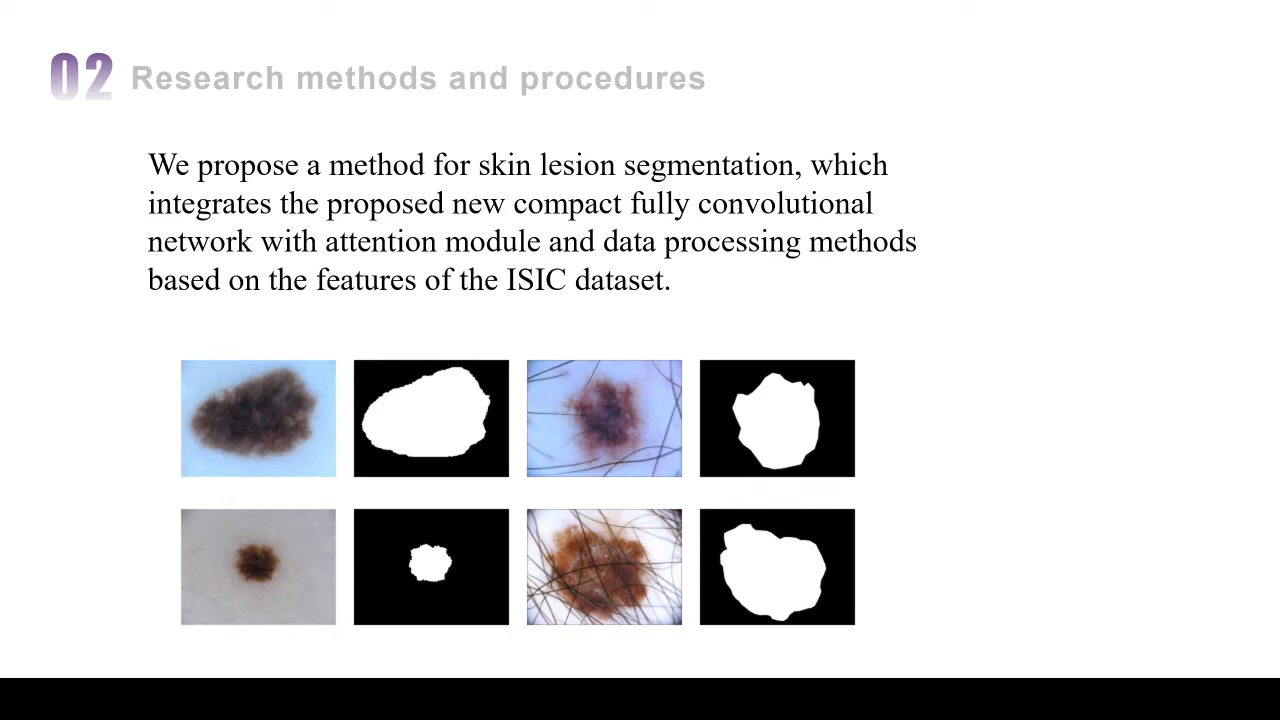 02 Research methods and procedures
We propose a method for skin lesion segmentation, which
integrates the proposed new compact fully convolutional
network with attention module and data processing methods
based on the features of the ISIC dataset.